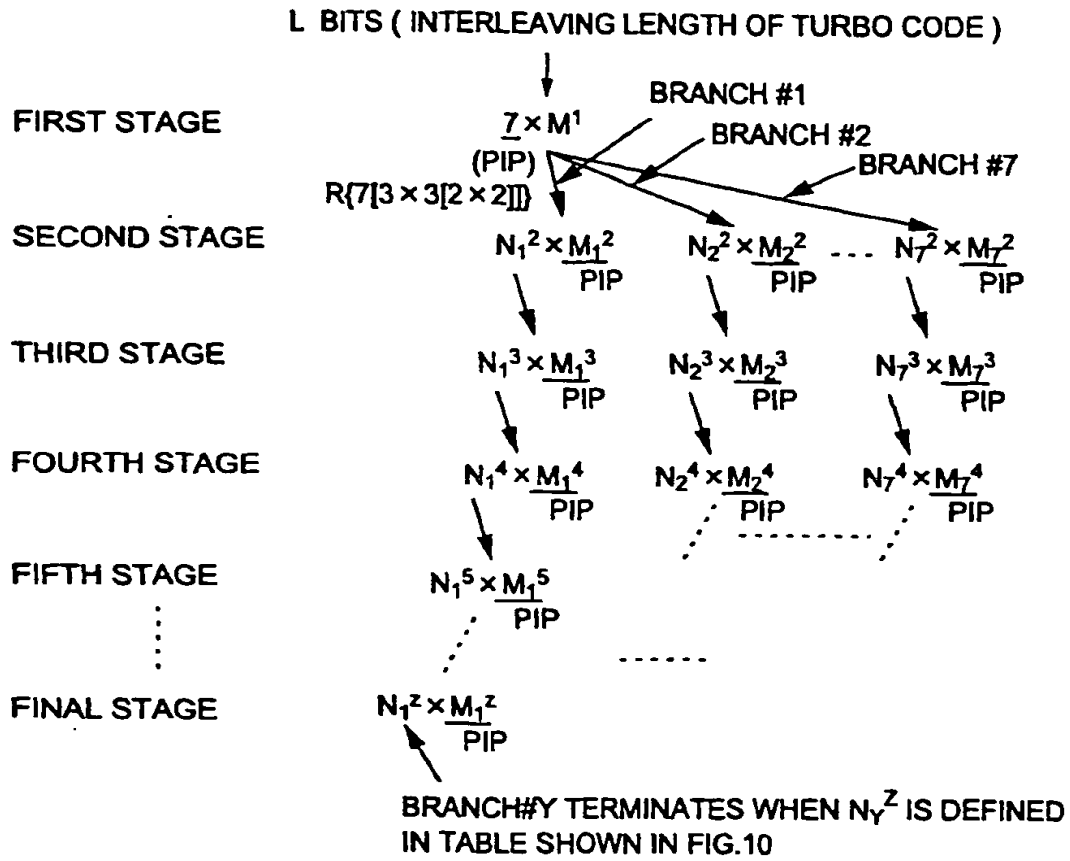 L BITS ( INTERLEAVING LENGTH OF TURBO CODE )
BRANCH #1
FIRST STAGE 7 × M¹ BRANCH #2
(PIP) BRANCH #7
R{7[3 × 3[2 × 2]]}
SECOND STAGE N₁² × M₁² N₂² × M₂² ---- N₇² × M₇²
PIP PIP PIP
THIRD STAGE N₁³ × M₁³ N₂³ × M₂³ N₇³ × M₇³
PIP PIP PIP
FOURTH STAGE N₁⁴ × M₁⁴ N₂⁴ × M₂⁴ N₇⁴ × M₇⁴
PIP PIP PIP
FIFTH STAGE N₁⁵ × M₁⁵
PIP
FINAL STAGE N₁ᶻ × M₁ᶻ
PIP
BRANCH#Y TERMINATES WHEN N_Y^Z IS DEFINED
IN TABLE SHOWN IN FIG.10